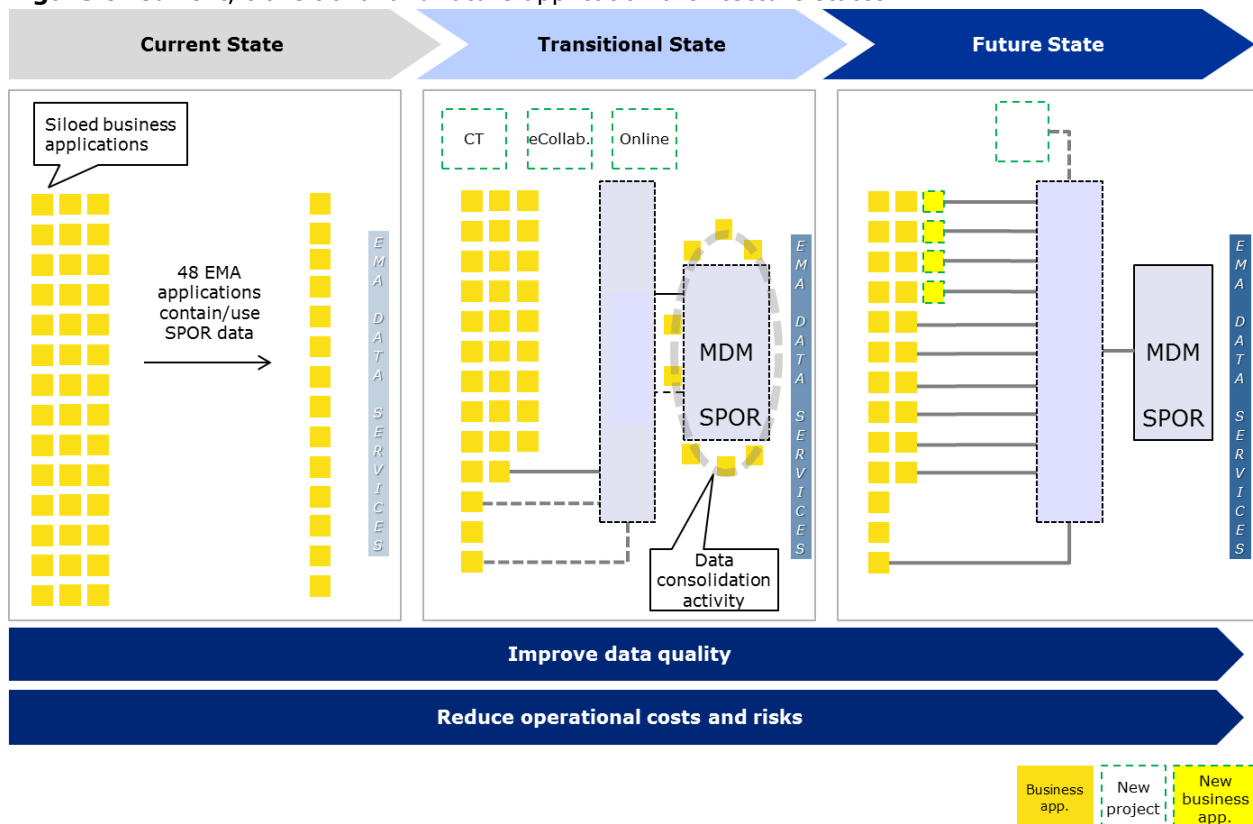 Current State
Transitional State
Future State
Siloed business
applications
48 EMA
applications
contain/use
SPOR data
EMA DATA SERVICES
CT
eCollab.
Online
MDM
SPOR
EMA DATA SERVICES
Data
consolidation
activity
MDM
SPOR
EMA DATA SERVICES
Improve data quality
Reduce operational costs and risks
Business
app.
New
project
New
business
app.